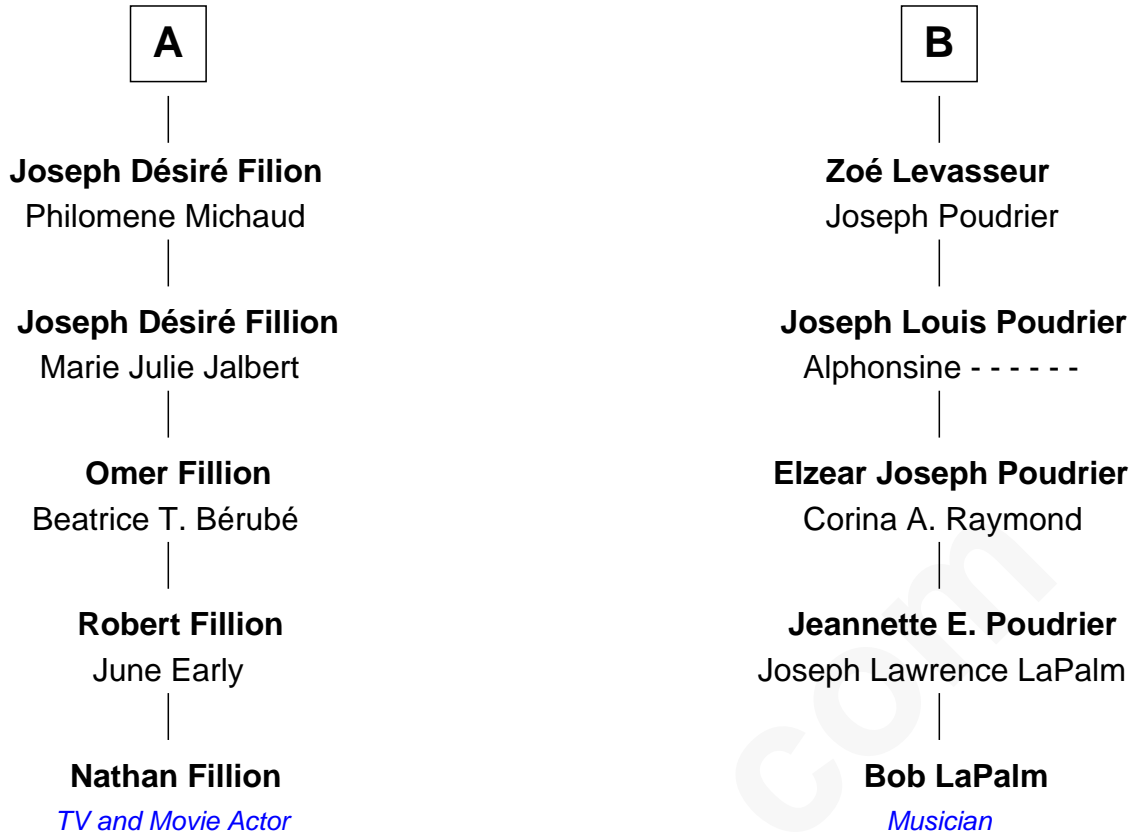 A
Joseph Désiré Filion
Philomene Michaud
Joseph Désiré Fillion
Marie Julie Jalbert
Omer Fillion
Beatrice T. Bérubé
Robert Fillion
June Early
Nathan Fillion
TV and Movie Actor
B
Zoé Levasseur
Joseph Poudrier
Joseph Louis Poudrier
Alphonsine - - - - - -
Elzear Joseph Poudrier
Corina A. Raymond
Jeannette E. Poudrier
Joseph Lawrence LaPalm
Bob LaPalm
Musician
com